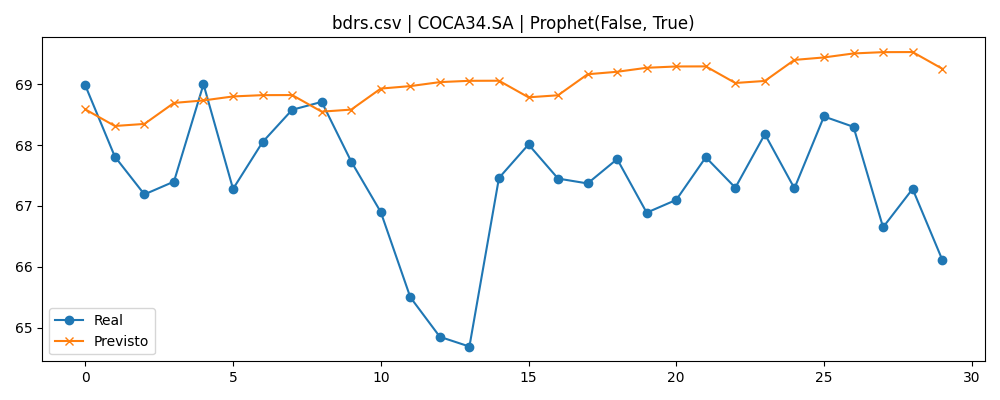 bdrs.csv | COCA34.SA | Prophet(False, True)
69
68
67
66
65
Real
Previsto
0 5 10 15 20 25 30